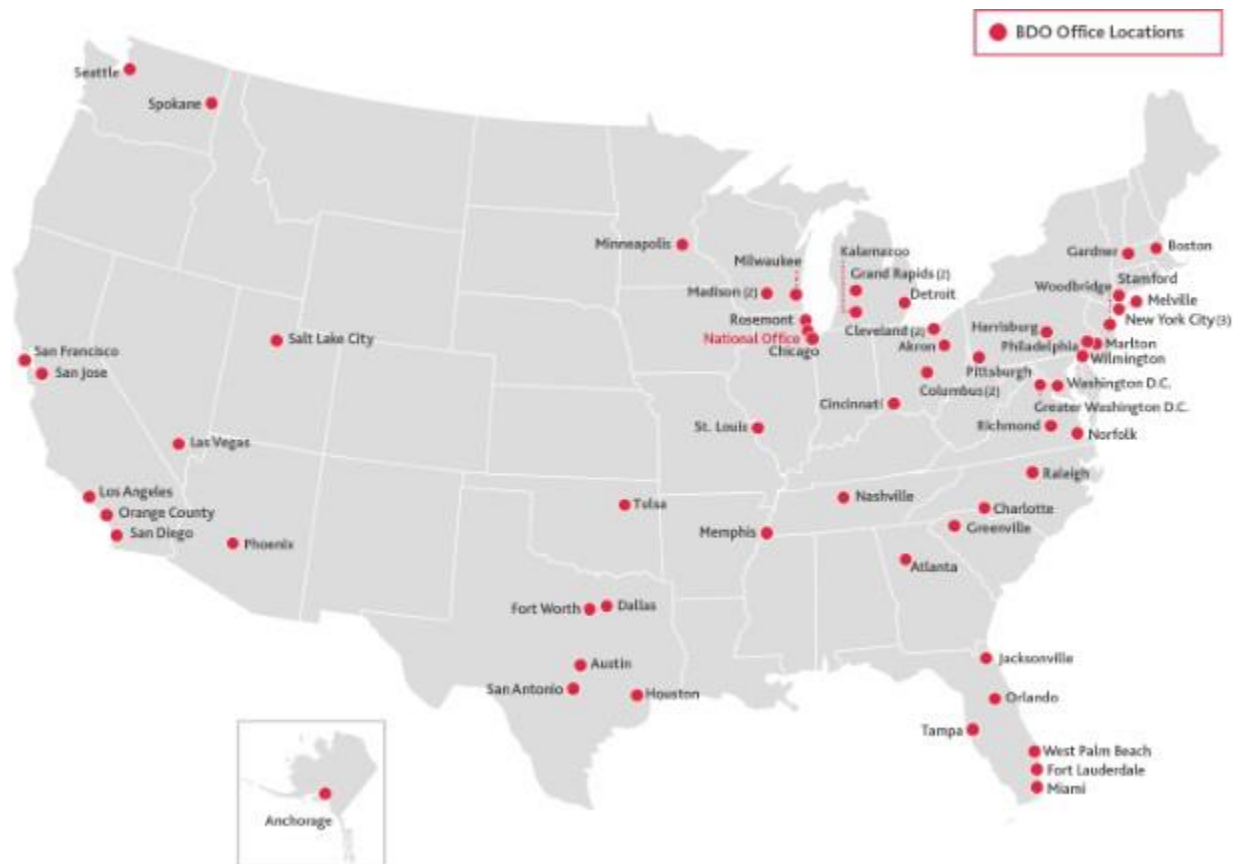 BDO Office Locations
Seattle
Spokane
Minneapolis
Milwaukee
Kalamazoo
Gardner
Boston
Grand Rapids (2)
Stamford
Woodbridge
Madison (2)
Detroit
Melville
Rosemont
New York City (3)
National Office
Cleveland (2)
Harrisburg
Salt Lake City
Chicago
Akron
Philadelphia
Marlton
San Francisco
Wilmington
San Jose
Pittsburgh
Columbus (2)
Washington D.C.
Cincinnati
Greater Washington D.C.
St. Louis
Richmond
Norfolk
Las Vegas
Raleigh
Los Angeles
Tulsa
Nashville
Orange County
Charlotte
San Diego
Memphis
Greenville
Phoenix
Atlanta
Fort Worth
Dallas
Austin
Jacksonville
San Antonio
Houston
Orlando
Tampa
West Palm Beach
Fort Lauderdale
Miami
Anchorage